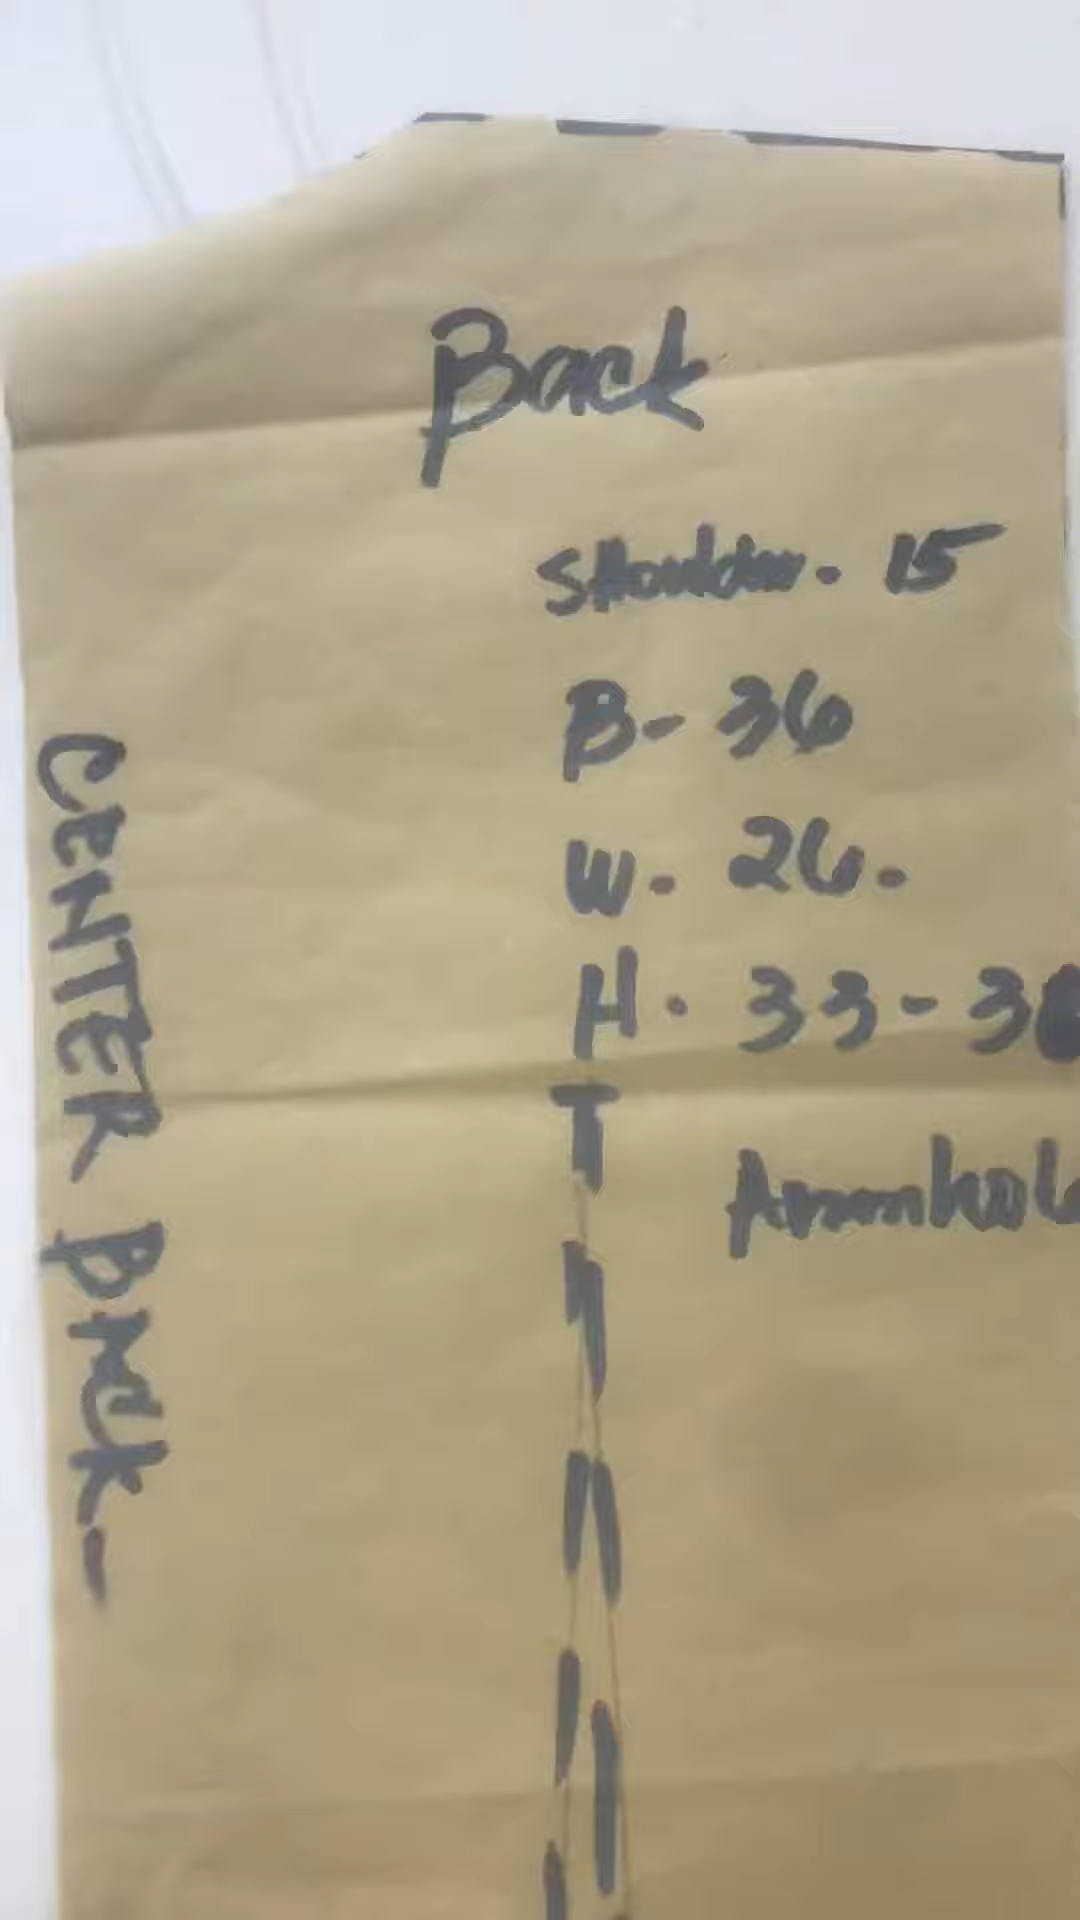 Back
Shoulder. 15
B- 36
W. 26.
H. 33-3
CENTER BACK